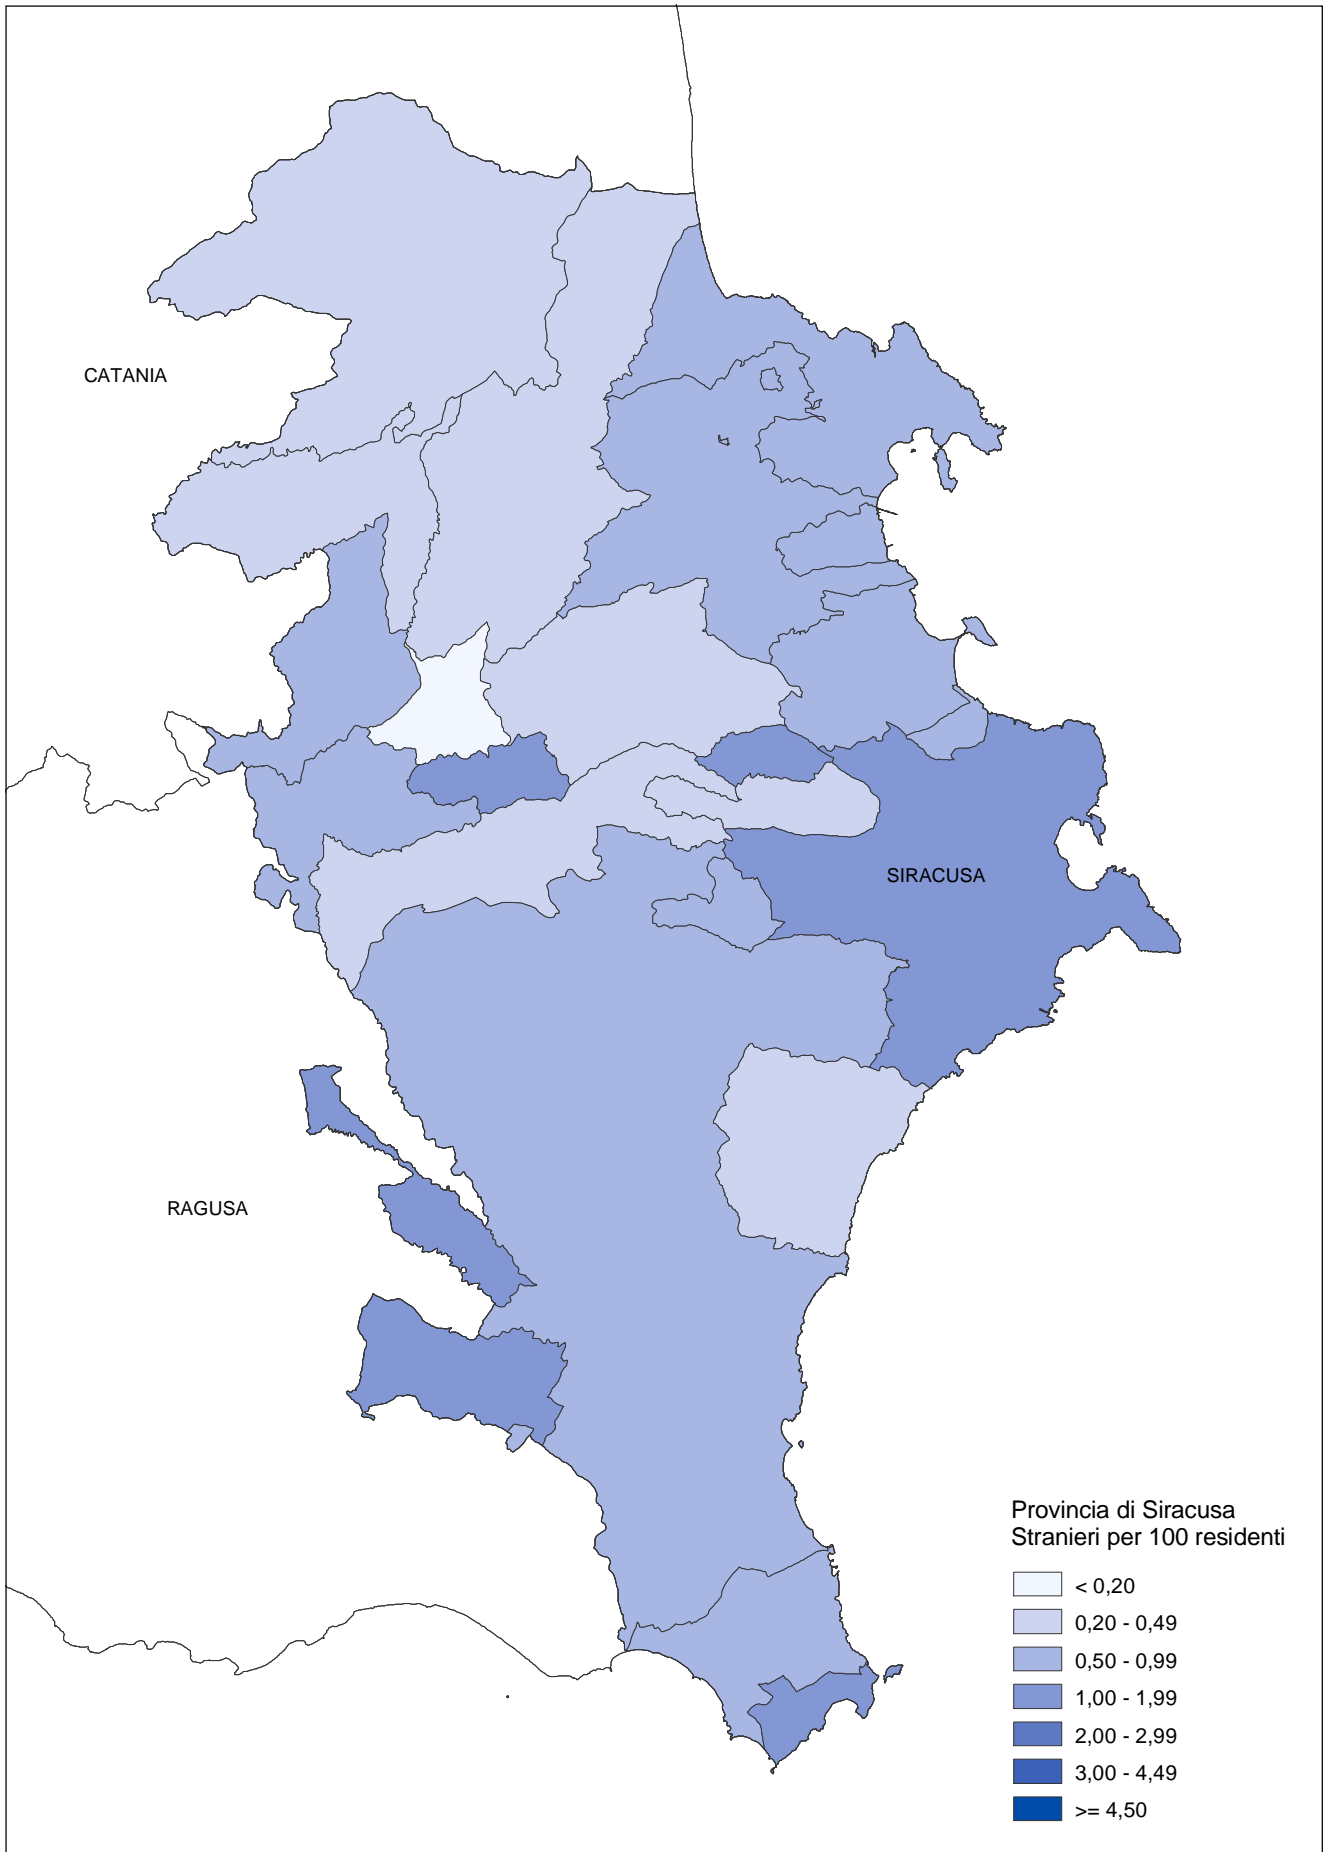 CATANIA
SIRACUSA
RAGUSA
Provincia di Siracusa
Stranieri per 100 residenti
< 0,20
0,20 - 0,49
0,50 - 0,99
1,00 - 1,99
2,00 - 2,99
3,00 - 4,49
>= 4,50